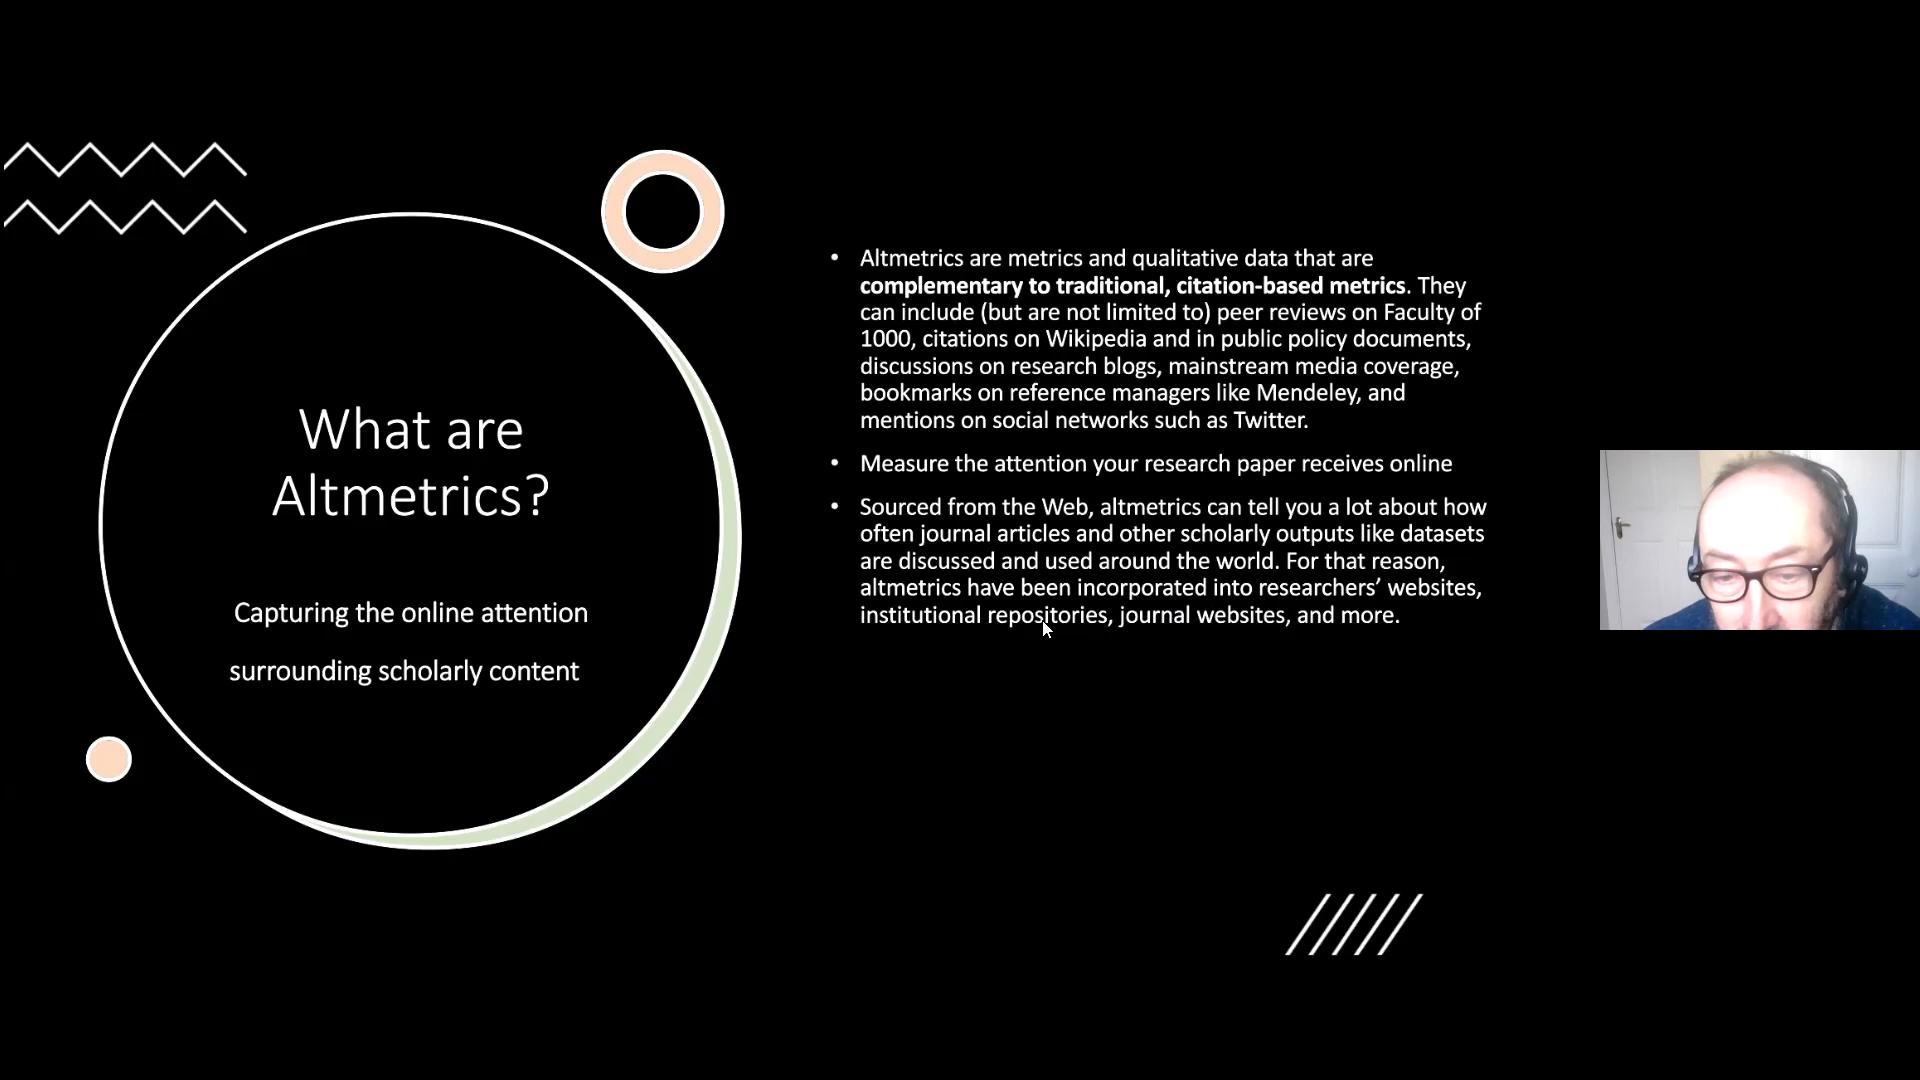 What are
Altmetrics?
Capturing the online attention
surrounding scholarly content
• Altmetrics are metrics and qualitative data that are
complementary to traditional, citation-based metrics. They
can include (but are not limited to) peer reviews on Faculty of
1000, citations on Wikipedia and in public policy documents,
discussions on research blogs, mainstream media coverage,
bookmarks on reference managers like Mendeley, and
mentions on social networks such as Twitter.
• Measure the attention your research paper receives online
• Sourced from the Web, altmetrics can tell you a lot about how
often journal articles and other scholarly outputs like datasets
are discussed and used around the world. For that reason,
altmetrics have been incorporated into researchers’ websites,
institutional repositories, journal websites, and more.